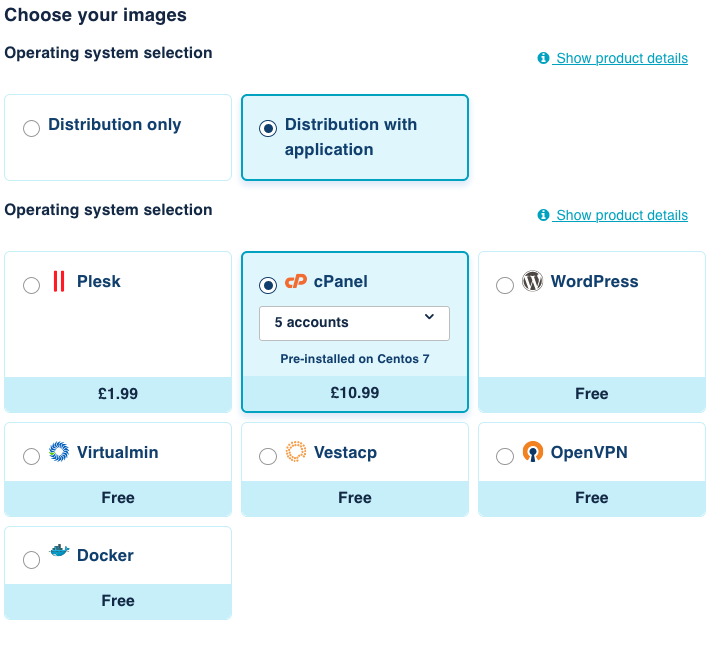 Choose your images
Operating system selection
Show product details
Distribution only
Distribution with
application
Operating system selection
Show product details
Plesk
£1.99
cP cPanel
5 accounts
Pre-installed on Centos 7
£10.99
WordPress
Free
Virtualmin
Free
Vestacp
Free
OpenVPN
Free
Docker
Free